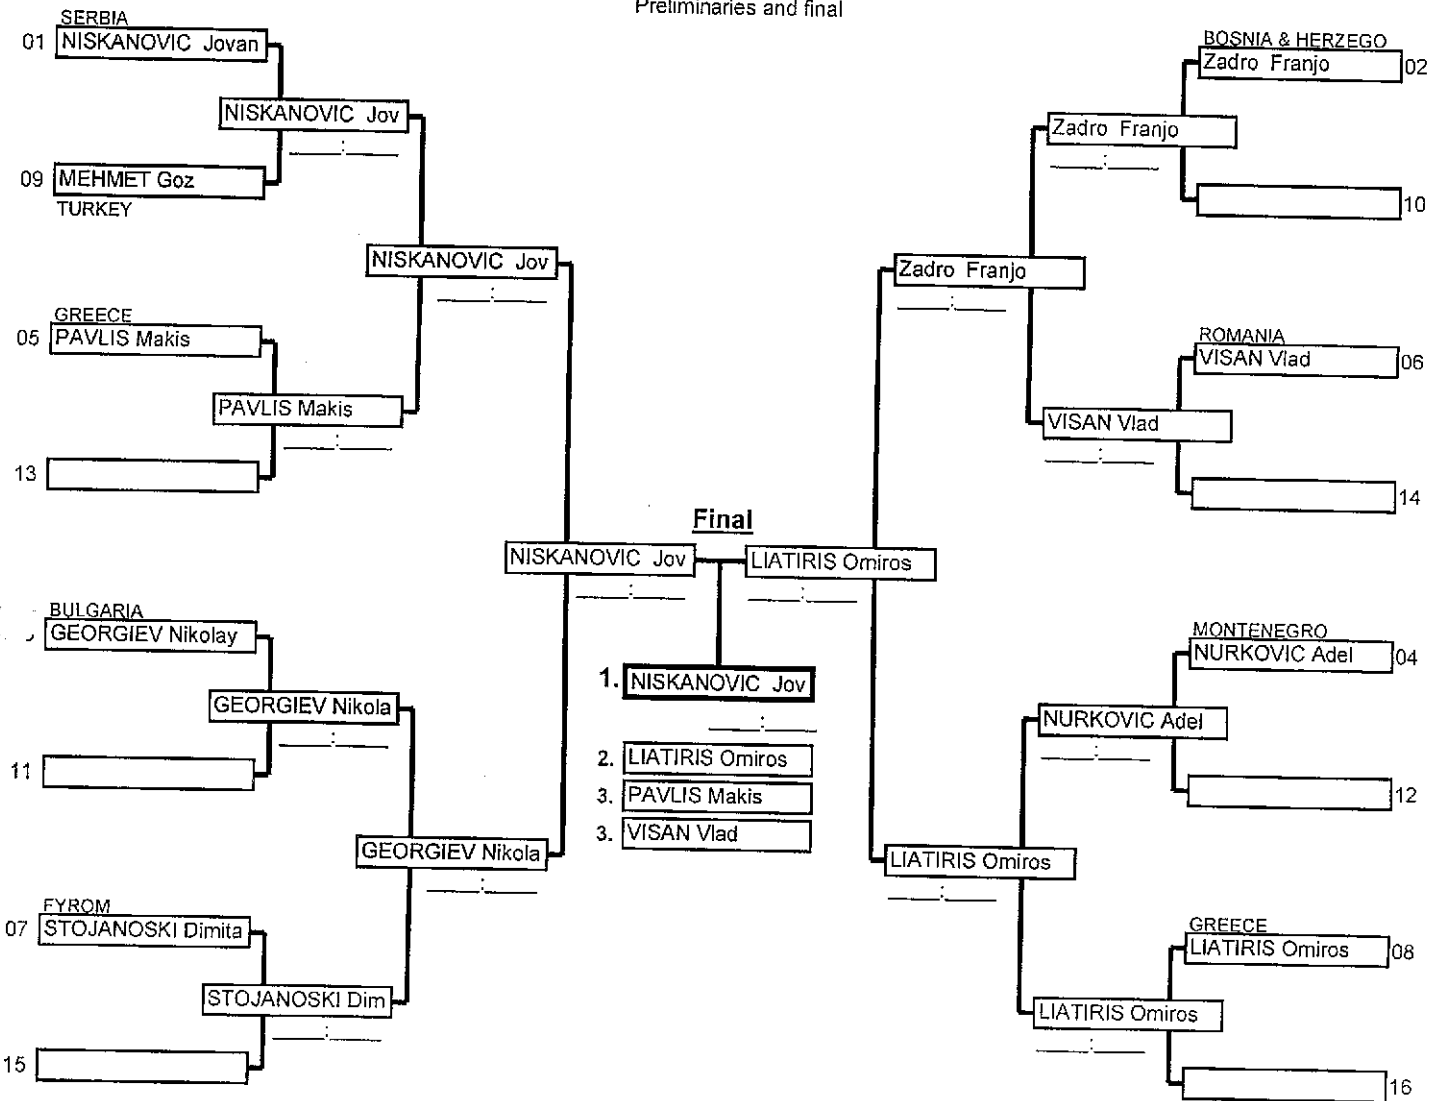 Preliminaries and final
SERBIA
01 NISKANOVIC Jovan
NISKANOVIC Jov
09 MEHMET Goz
TURKEY
NISKANOVIC Jov
GREECE
05 PAVLIS Makis
PAVLIS Makis
13
NISKANOVIC Jov
BULGARIA
GEORGIEV Nikolay
GEORGIEV Nikola
11
GEORGIEV Nikola
FYROM
07 STOJANOSKI Dimita
STOJANOSKI Dim
15
Final
1. NISKANOVIC Jov
2. LIATIRIS Omiros
3. PAVLIS Makis
3. VISAN Vlad
BOSNIA & HERZEGO
Zadro Franjo 02
Zadro Franjo
10
Zadro Franjo
ROMANIA
VISAN Vlad 06
VISAN Vlad
14
LIATIRIS Omiros
MONTENEGRO
NURKOVIC Adel 04
NURKOVIC Adel
12
LIATIRIS Omiros
GREECE
LIATIRIS Omiros 08
LIATIRIS Omiros
16